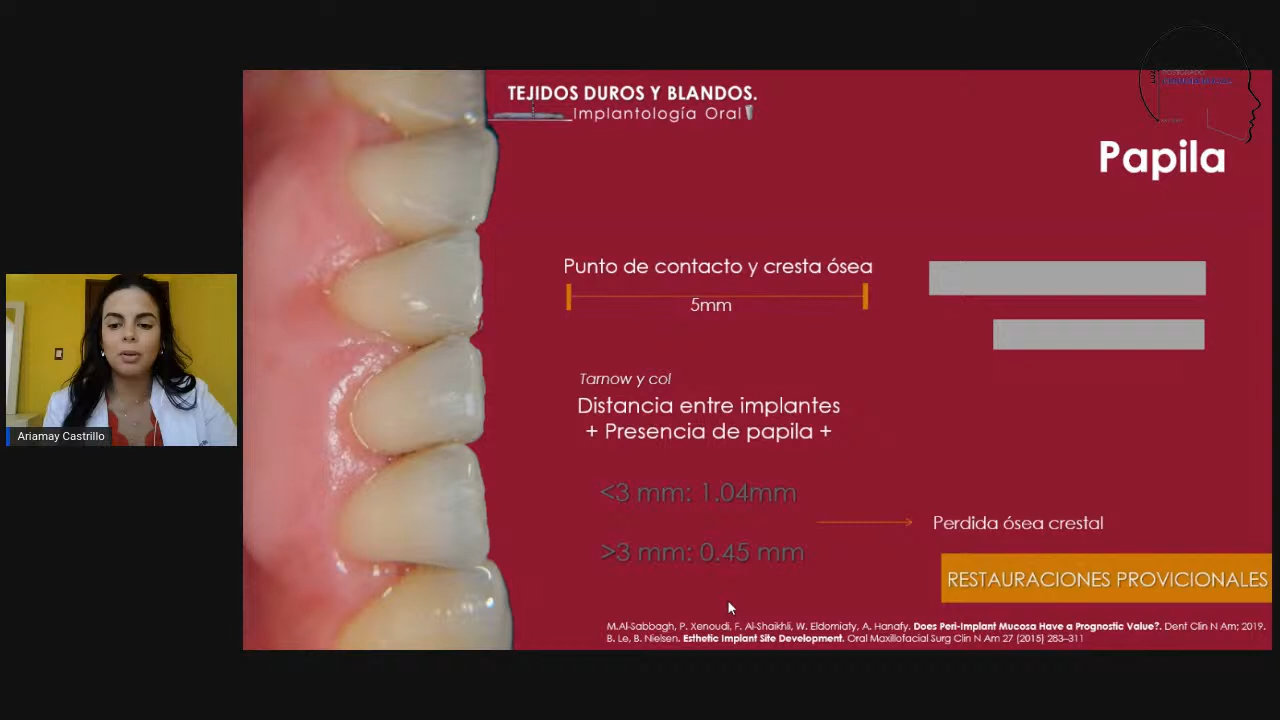 TEJIDOS DUROS Y BLANDOS.
Implantología Oral
POSTGRADO
Papila
Punto de contacto y cresta ósea
5mm
Tarnow y col
Distancia entre implantes
+ Presencia de papila +
<3 mm: 1.04mm
>3 mm: 0.45 mm
Perdida ósea crestal
RESTAURACIONES PROVICIONALES
M.Al-Sabbagh, P. Xenoudi, F. Al-Shaikhli, W. Eldomiaty, A. Hanafy. Does Peri-Implant Mucosa Have a Prognostic Value?. Dent Clin N Am; 2019.
B. Le, B. Nielsen. Esthetic Implant Site Development. Oral Maxillofacial Surg Clin N Am 27 (2015) 283–311
Ariamay Castrillo